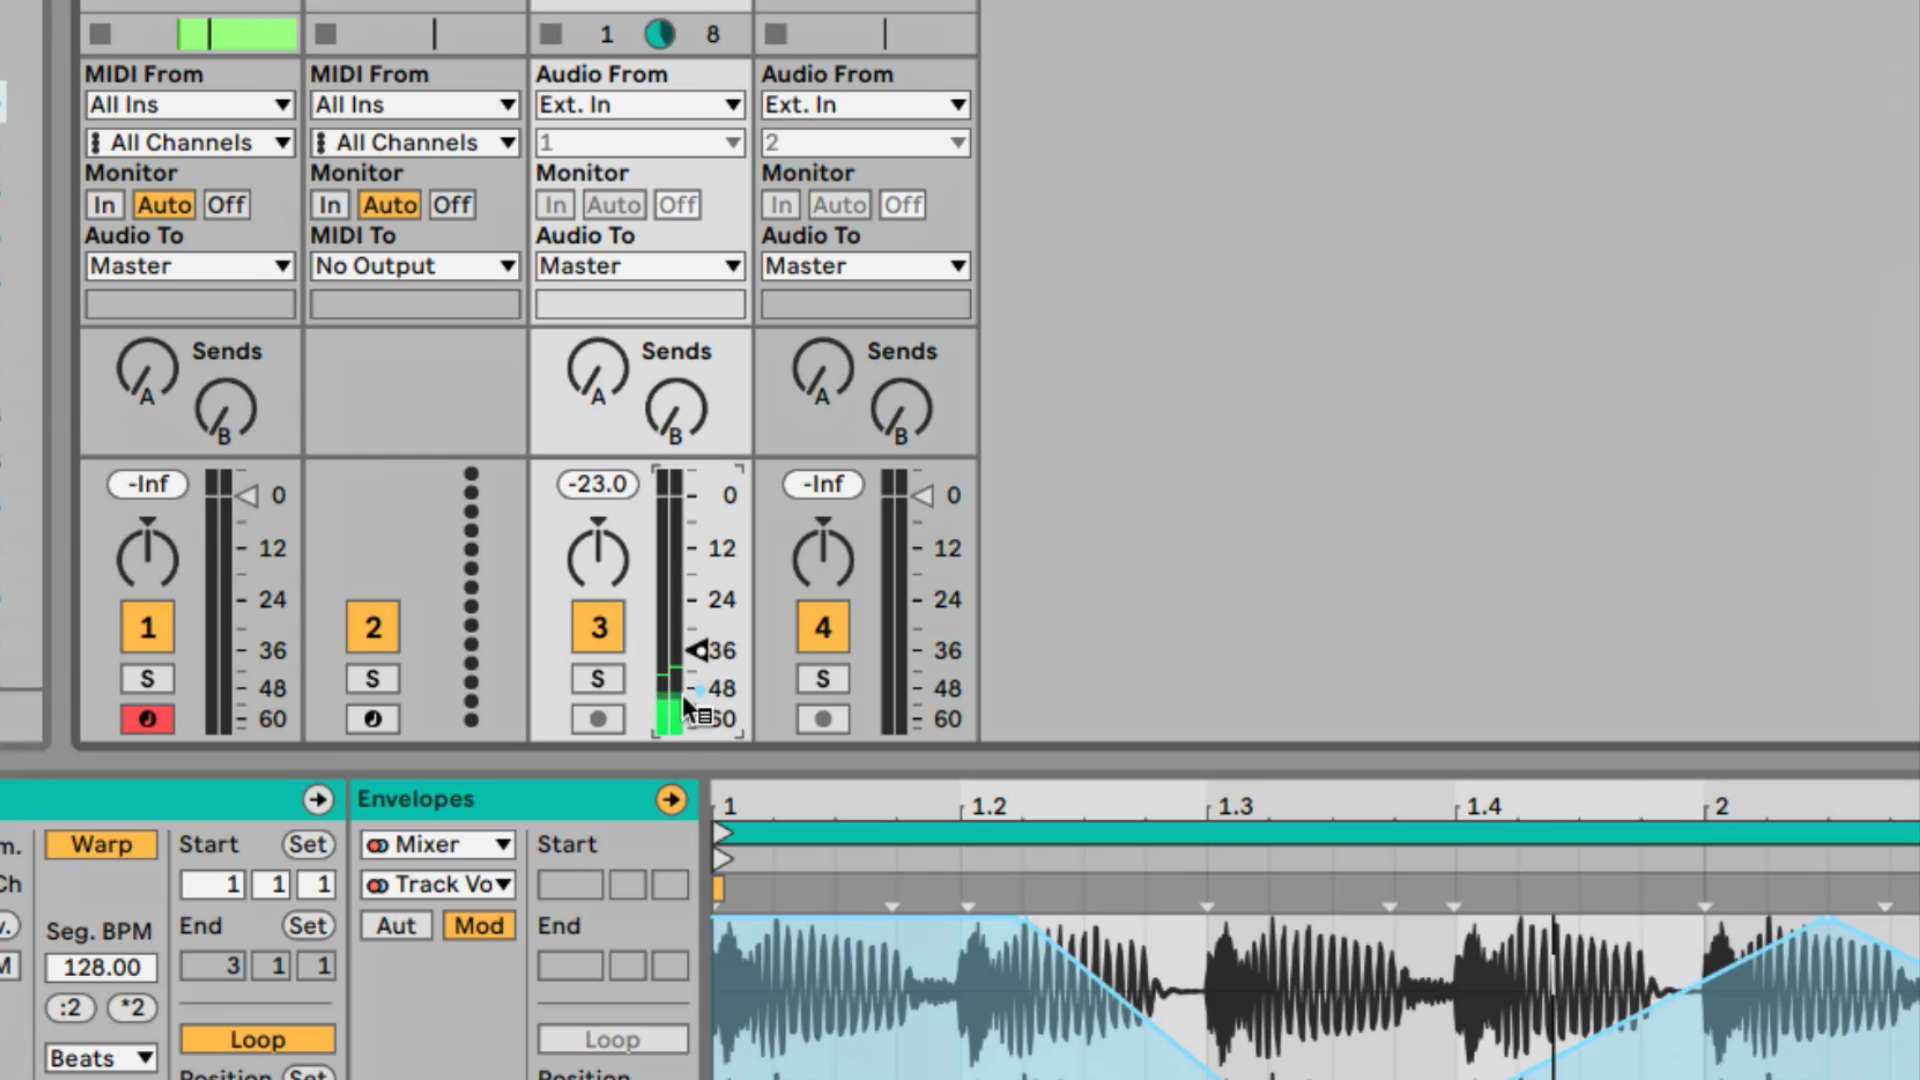 1 8
MIDI From MIDI From Audio From Audio From
All Ins All Ins Ext. In Ext. In
All Channels All Channels 1 2
Monitor Monitor Monitor Monitor
In Auto Off In Auto Off In Auto Off In Auto Off
Audio To MIDI To Audio To Audio To
Master No Output Master Master
Sends Sends Sends
A A A
B B B
-Inf 0 -23.0 0 -Inf 0
12 12 12
24 24 24
1 2 3 4
36 36 36
S 48 S S 48 S 48
60 60 60
Envelopes 1 1.2 1.3 1.4 2
m. Warp Start Set Mixer Start
Ch 1 1 1 Track Vo
v. Seg. BPM End Set Aut Mod End
M 128.00 3 1 1
:2 *2
Loop Loop
Beats
Position Set Position